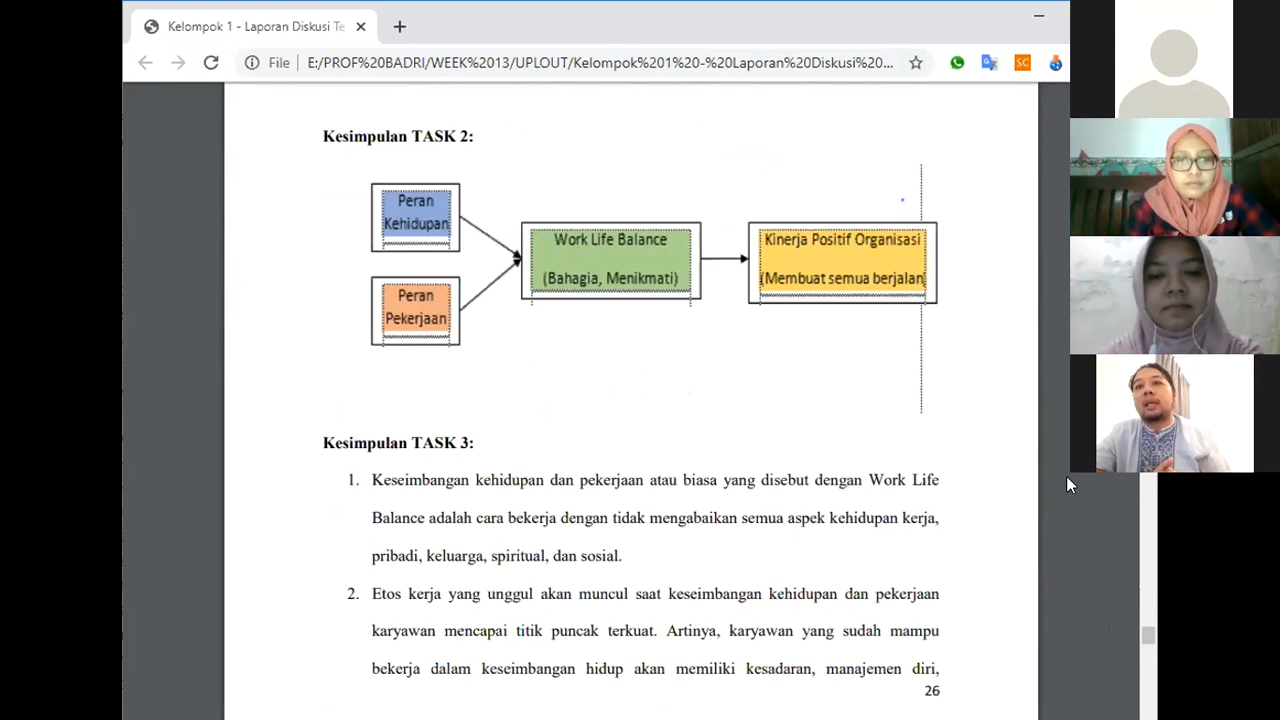 Kelompok 1 - Laporan Diskusi Te
File
E:/PROF%20BADRI/WEEK%2013/UPLOUT/Kelompok%201%20-%20Laporan%20Diskusi%20...
SC
Kesimpulan TASK 2:
Peran
Kehidupan
Peran
Pekerjaan
Work Life Balance
(Bahagia, Menikmati)
Kinerja Positif Organisasi
(Membuat semua berjalan
Kesimpulan TASK 3:
1. Keseimbangan kehidupan dan pekerjaan atau biasa yang disebut dengan Work Life
Balance adalah cara bekerja dengan tidak mengabaikan semua aspek kehidupan kerja,
pribadi, keluarga, spiritual, dan sosial.
2. Etos kerja yang unggul akan muncul saat keseimbangan kehidupan dan pekerjaan
karyawan mencapai titik puncak terkuat. Artinya, karyawan yang sudah mampu
bekerja dalam keseimbangan hidup akan memiliki kesadaran, manajemen diri,
26